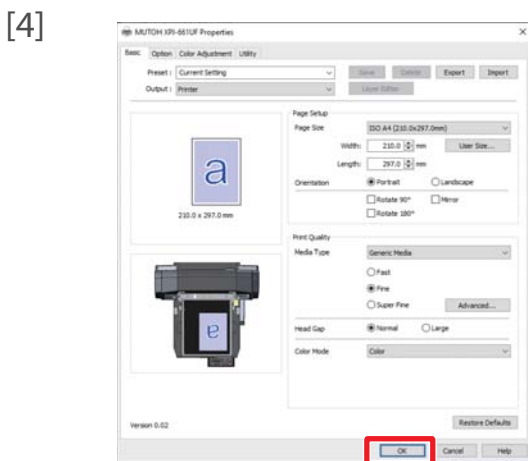 [4]
MUTOH XPJ-661UF Properties
Basic Option Color Adjustment Utility
Preset : Current Setting Save Delete Export Import
Output : Printer Layer Editor
Page Setup
Page Size ISO A4 (210.0x297.0mm)
Width: 210.0 mm User Size...
Length: 297.0 mm
Orientation Portrait Landscape
Rotate 90° Mirror
Rotate 180°
a
210.0 x 297.0 mm
Print Quality
Media Type Generic Media
Fast
Fine
Super Fine Advanced...
Head Gap Normal Large
Color Mode Color
a
Version 0.02 Restore Defaults
OK Cancel Help